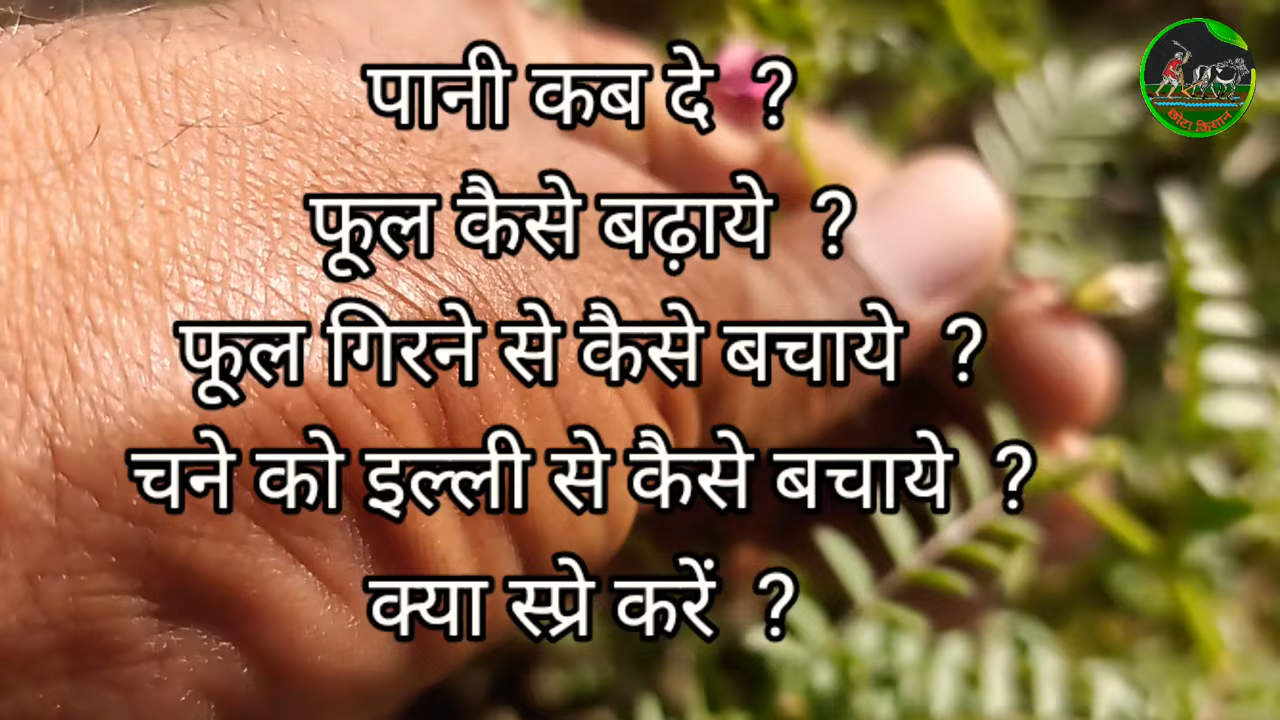 पानी कब दे ?
फूल कैसे बढ़ाये ?
फूल गिरने से कैसे बचाये ?
चने को इल्ली से कैसे बचाये ?
क्या स्प्रे करें ?
छोटा किसान